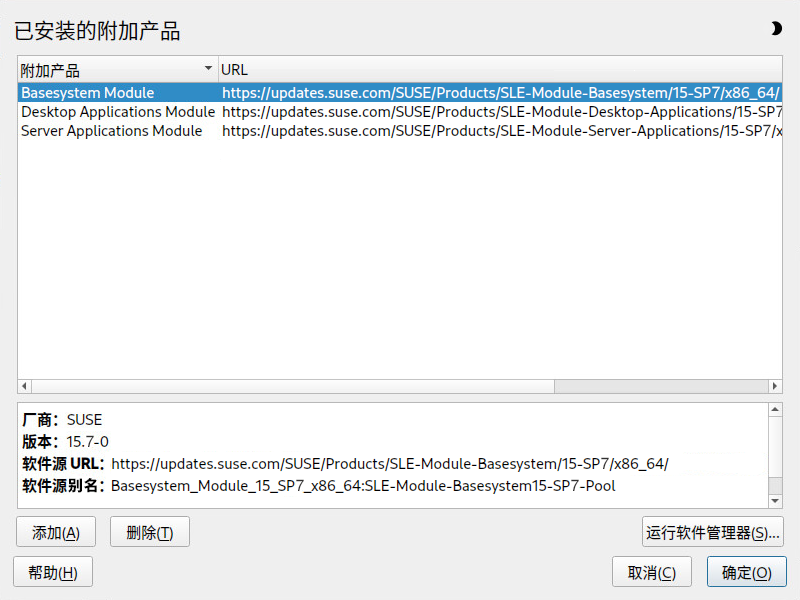 已安装的附加产品
附加产品 URL
Basesystem Module https://updates.suse.com/SUSE/Products/SLE-Module-Basesystem/15-SP7/x86_64/
Desktop Applications Module https://updates.suse.com/SUSE/Products/SLE-Module-Desktop-Applications/15-SP7
Server Applications Module https://updates.suse.com/SUSE/Products/SLE-Module-Server-Applications/15-SP7/x
厂商：SUSE
版本：15.7-0
软件源 URL：https://updates.suse.com/SUSE/Products/SLE-Module-Basesystem/15-SP7/x86_64/
软件源别名：Basesystem_Module_15_SP7_x86_64:SLE-Module-Basesystem15-SP7-Pool
添加(A) 删除(T) 运行软件管理器(S)...
帮助(H) 取消(C) 确定(O)